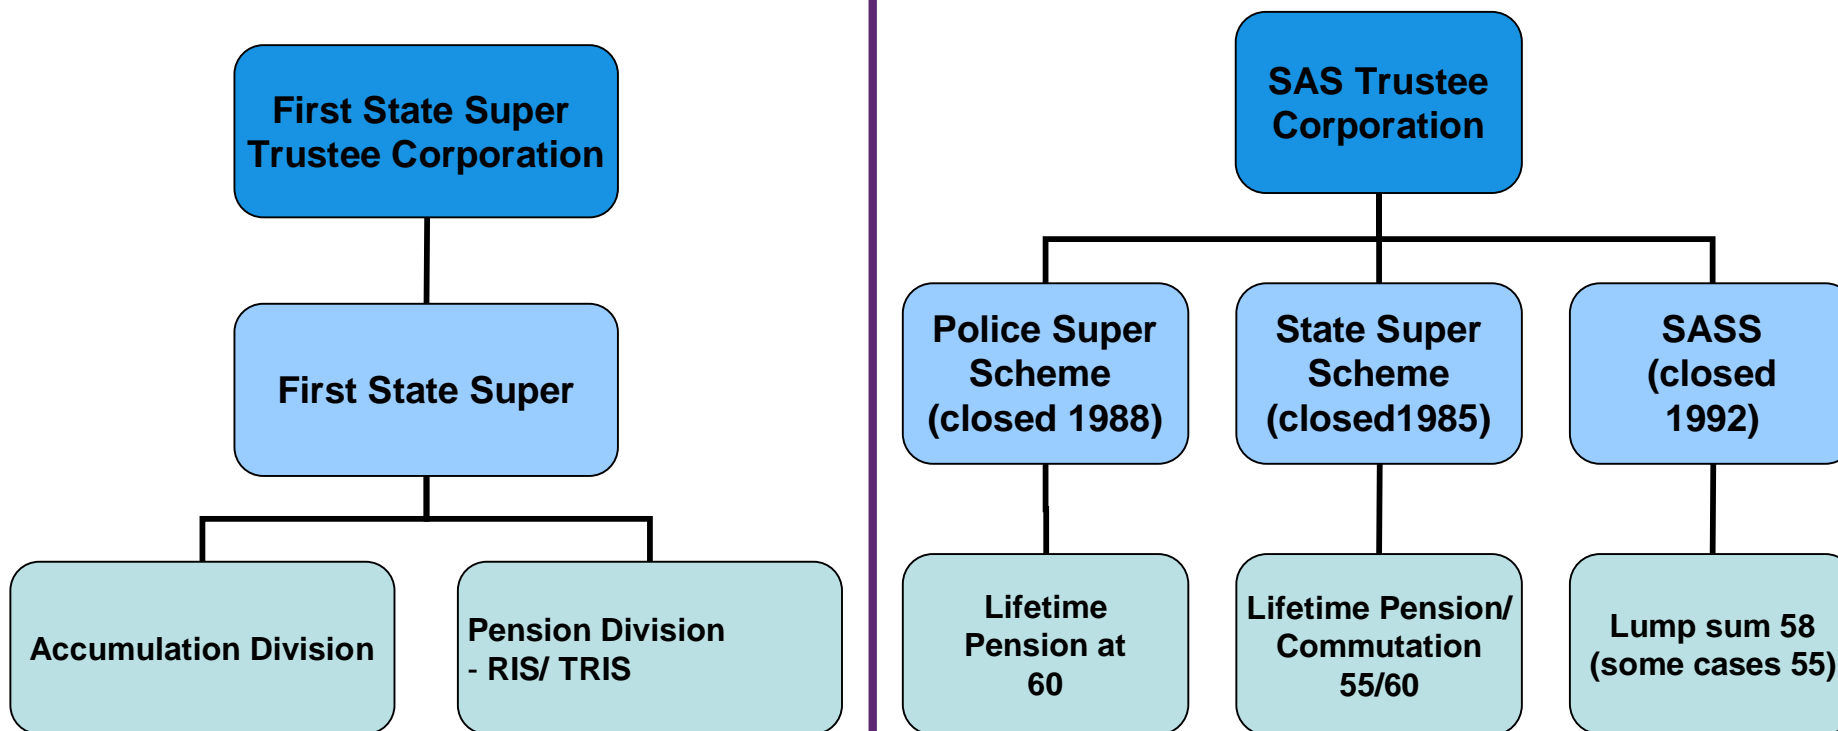 First State Super
Trustee Corporation
First State Super
Accumulation Division
Pension Division
- RIS/ TRIS
SAS Trustee
Corporation
Police Super
Scheme
(closed 1988)
State Super
Scheme
(closed1985)
SASS
(closed
1992)
Lifetime
Pension at
60
Lifetime Pension/
Commutation
55/60
Lump sum 58
(some cases 55)